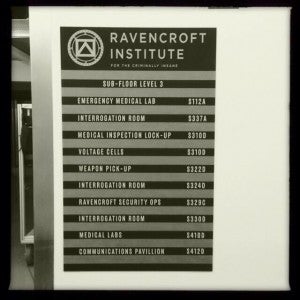 RAVENCROFT
INSTITUTE
FOR THE CRIMINALLY INSANE
SUB-FLOOR LEVEL 3
EMERGENCY MEDICAL LAB S112A
INTERROGATION ROOM S337A
MEDICAL INSPECTION LOCK-UP S310D
VOLTAGE CELLS S310D
WEAPON PICK-UP S322D
INTERROGATION ROOM S324D
RAVENCROFT SECURITY OPS S329C
INTERROGATION ROOM S330D
MEDICAL LABS S410D
COMMUNICATIONS PAVILLION S412D